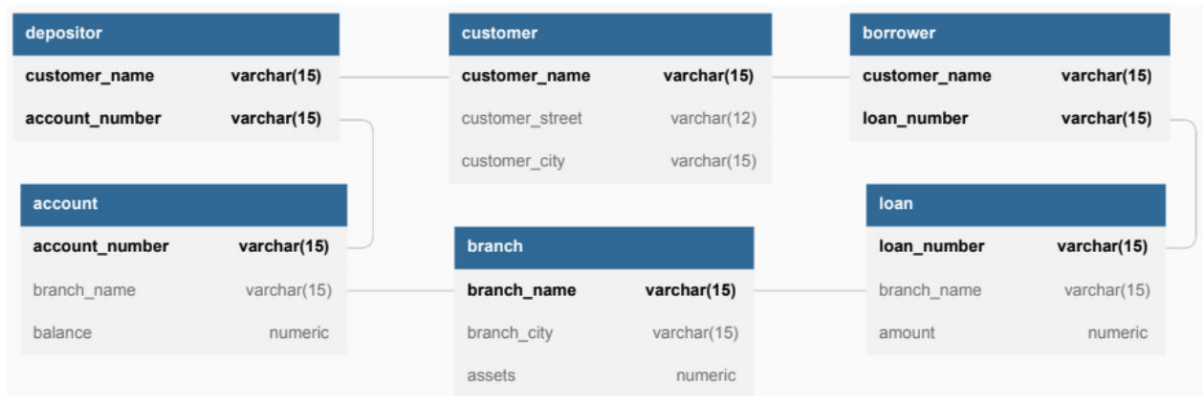 depositor
customer_name varchar(15)
account_number varchar(15)
customer
customer_name varchar(15)
customer_street varchar(12)
customer_city varchar(15)
borrower
customer_name varchar(15)
loan_number varchar(15)
account
account_number varchar(15)
branch_name varchar(15)
balance numeric
branch
branch_name varchar(15)
branch_city varchar(15)
assets numeric
loan
loan_number varchar(15)
branch_name varchar(15)
amount numeric